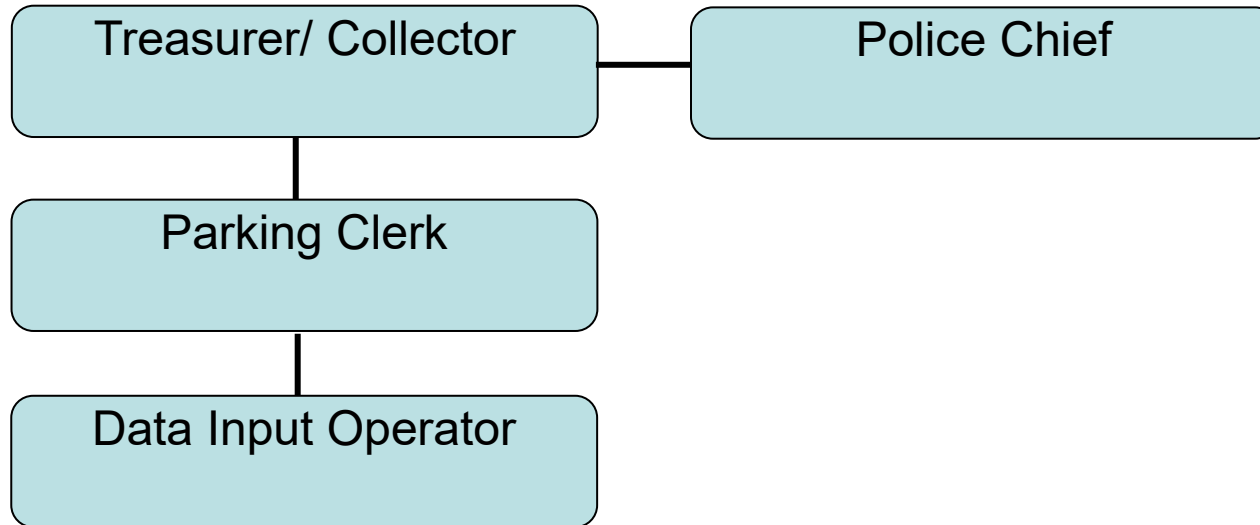 Treasurer/ Collector
Police Chief
Parking Clerk
Data Input Operator